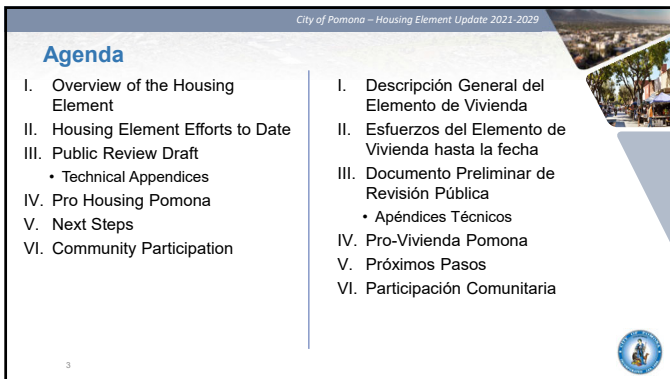 City of Pomona – Housing Element Update 2021-2029
Agenda
I. Overview of the Housing
Element
II. Housing Element Efforts to Date
III. Public Review Draft
• Technical Appendices
IV. Pro Housing Pomona
V. Next Steps
VI. Community Participation
I. Descripción General del
Elemento de Vivienda
II. Esfuerzos del Elemento de
Vivienda hasta la fecha
III. Documento Preliminar de
Revisión Pública
• Apéndices Técnicos
IV. Pro-Vivienda Pomona
V. Próximos Pasos
VI. Participación Comunitaria
3